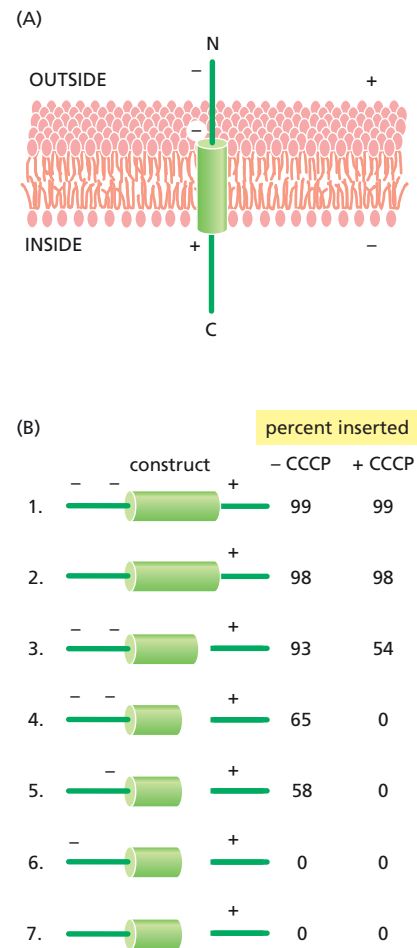 (A)
N
–
OUTSIDE +
–
INSIDE + –
C
(B) percent inserted
construct – CCCP + CCCP
– – +
1. 99 99
+
2. 98 98
– – +
3. 93 54
– – +
4. 65 0
– +
5. 58 0
– +
6. 0 0
+
7. 0 0